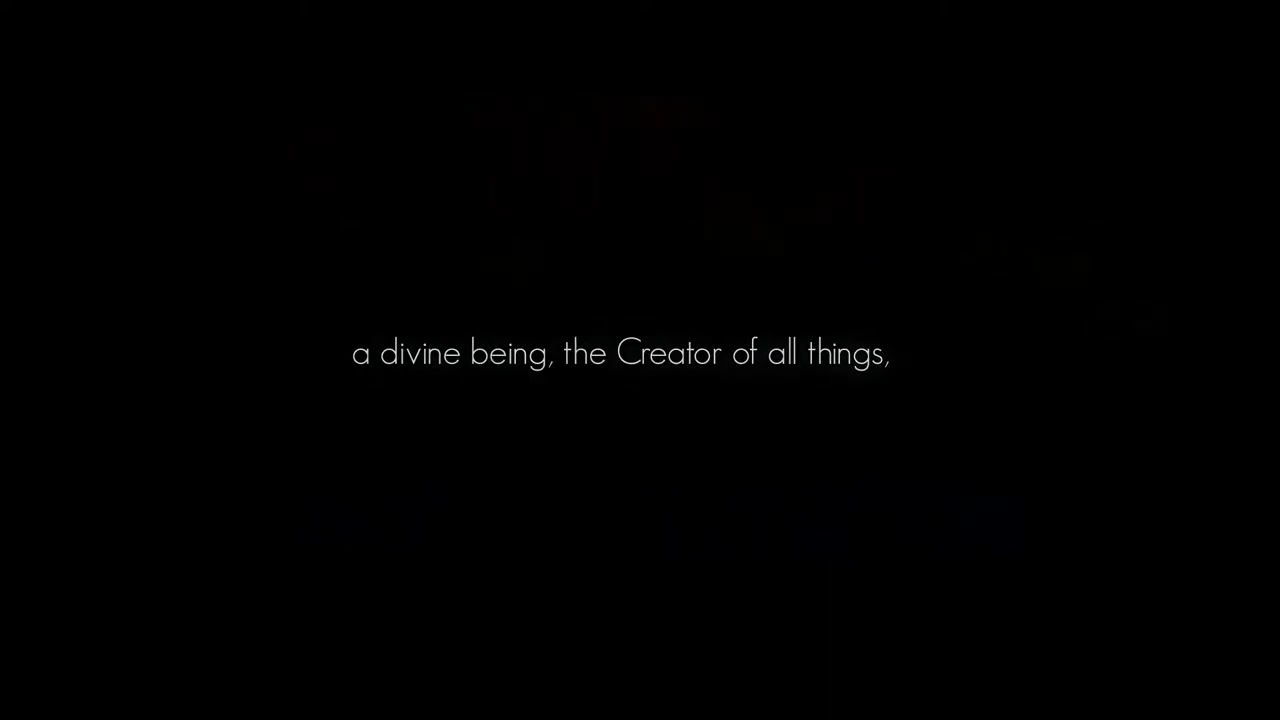 a divine being, the Creator of all things,